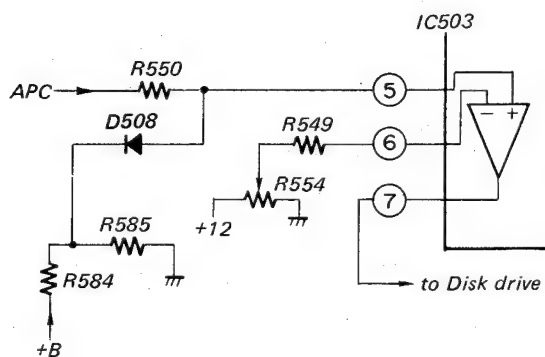 IC503
R550
APC
5
D508
- +
R549
6
R554
7
+12
R585
R584
to Disk drive
+B